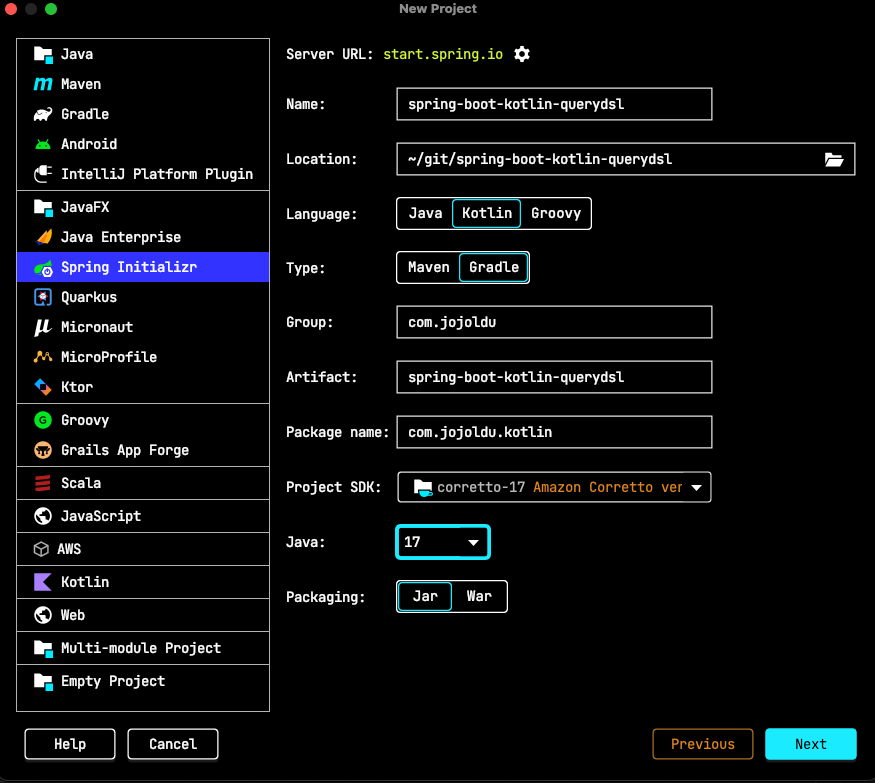 New Project
Java
Maven
Gradle
Android
IntelliJ Platform Plugin
JavaFX
Java Enterprise
Spring Initializr
Quarkus
Micronaut
MicroProfile
Ktor
Groovy
Grails App Forge
Scala
JavaScript
AWS
Kotlin
Web
Multi-module Project
Empty Project
Server URL: start.spring.io
Name: spring-boot-kotlin-querydsl
Location: ~/git/spring-boot-kotlin-querydsl
Language: Java Kotlin Groovy
Type: Maven Gradle
Group: com.jojoldu
Artifact: spring-boot-kotlin-querydsl
Package name: com.jojoldu.kotlin
Project SDK: corretto-17 Amazon Corretto ver
Java: 17
Packaging: Jar War
Help Cancel Previous Next